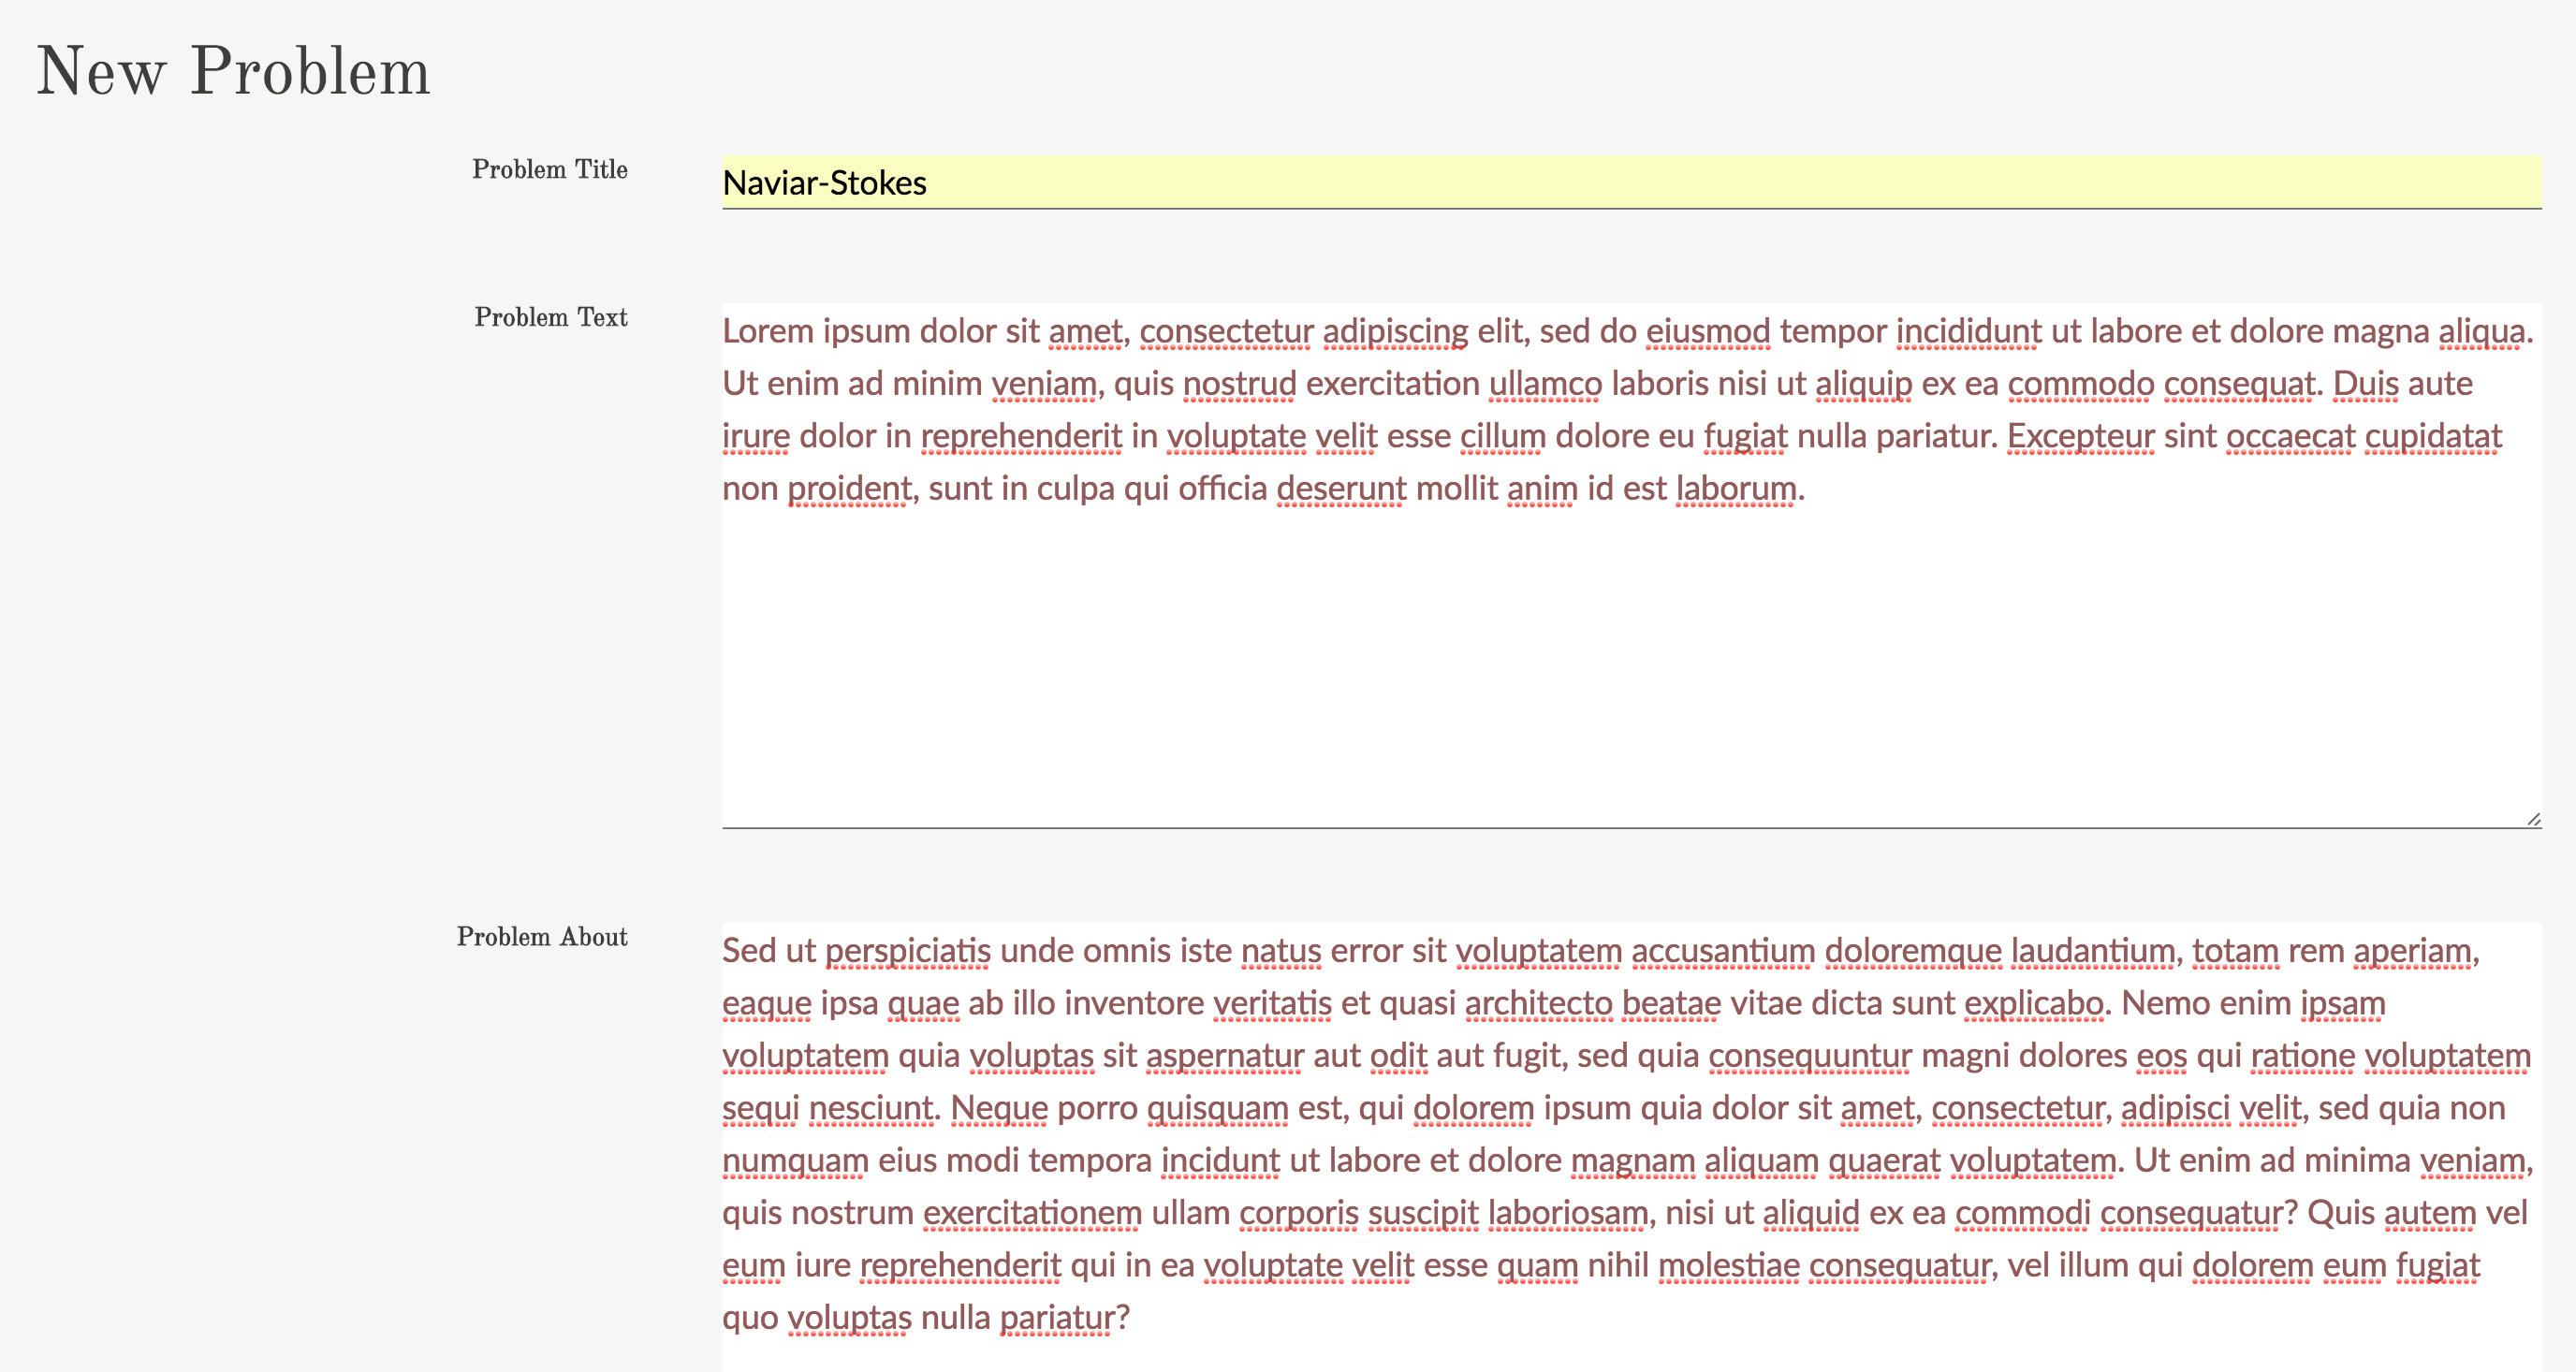 New Problem
Problem Title
Naviar-Stokes
Problem Text
Lorem ipsum dolor sit amet, consectetur adipiscing elit, sed do eiusmod tempor incididunt ut labore et dolore magna aliqua.
Ut enim ad minim veniam, quis nostrud exercitation ullamco laboris nisi ut aliquip ex ea commodo consequat. Duis aute
irure dolor in reprehenderit in voluptate velit esse cillum dolore eu fugiat nulla pariatur. Excepteur sint occaecat cupidatat
non proident, sunt in culpa qui officia deserunt mollit anim id est laborum.
Problem About
Sed ut perspiciatis unde omnis iste natus error sit voluptatem accusantium doloremque laudantium, totam rem aperiam,
eaque ipsa quae ab illo inventore veritatis et quasi architecto beatae vitae dicta sunt explicabo. Nemo enim ipsam
voluptatem quia voluptas sit aspernatur aut odit aut fugit, sed quia consequuntur magni dolores eos qui ratione voluptatem
sequi nesciunt. Neque porro quisquam est, qui dolorem ipsum quia dolor sit amet, consectetur, adipisci velit, sed quia non
numquam eius modi tempora incidunt ut labore et dolore magnam aliquam quaerat voluptatem. Ut enim ad minima veniam,
quis nostrum exercitationem ullam corporis suscipit laboriosam, nisi ut aliquid ex ea commodi consequatur? Quis autem vel
eum iure reprehenderit qui in ea voluptate velit esse quam nihil molestiae consequatur, vel illum qui dolorem eum fugiat
quo voluptas nulla pariatur?